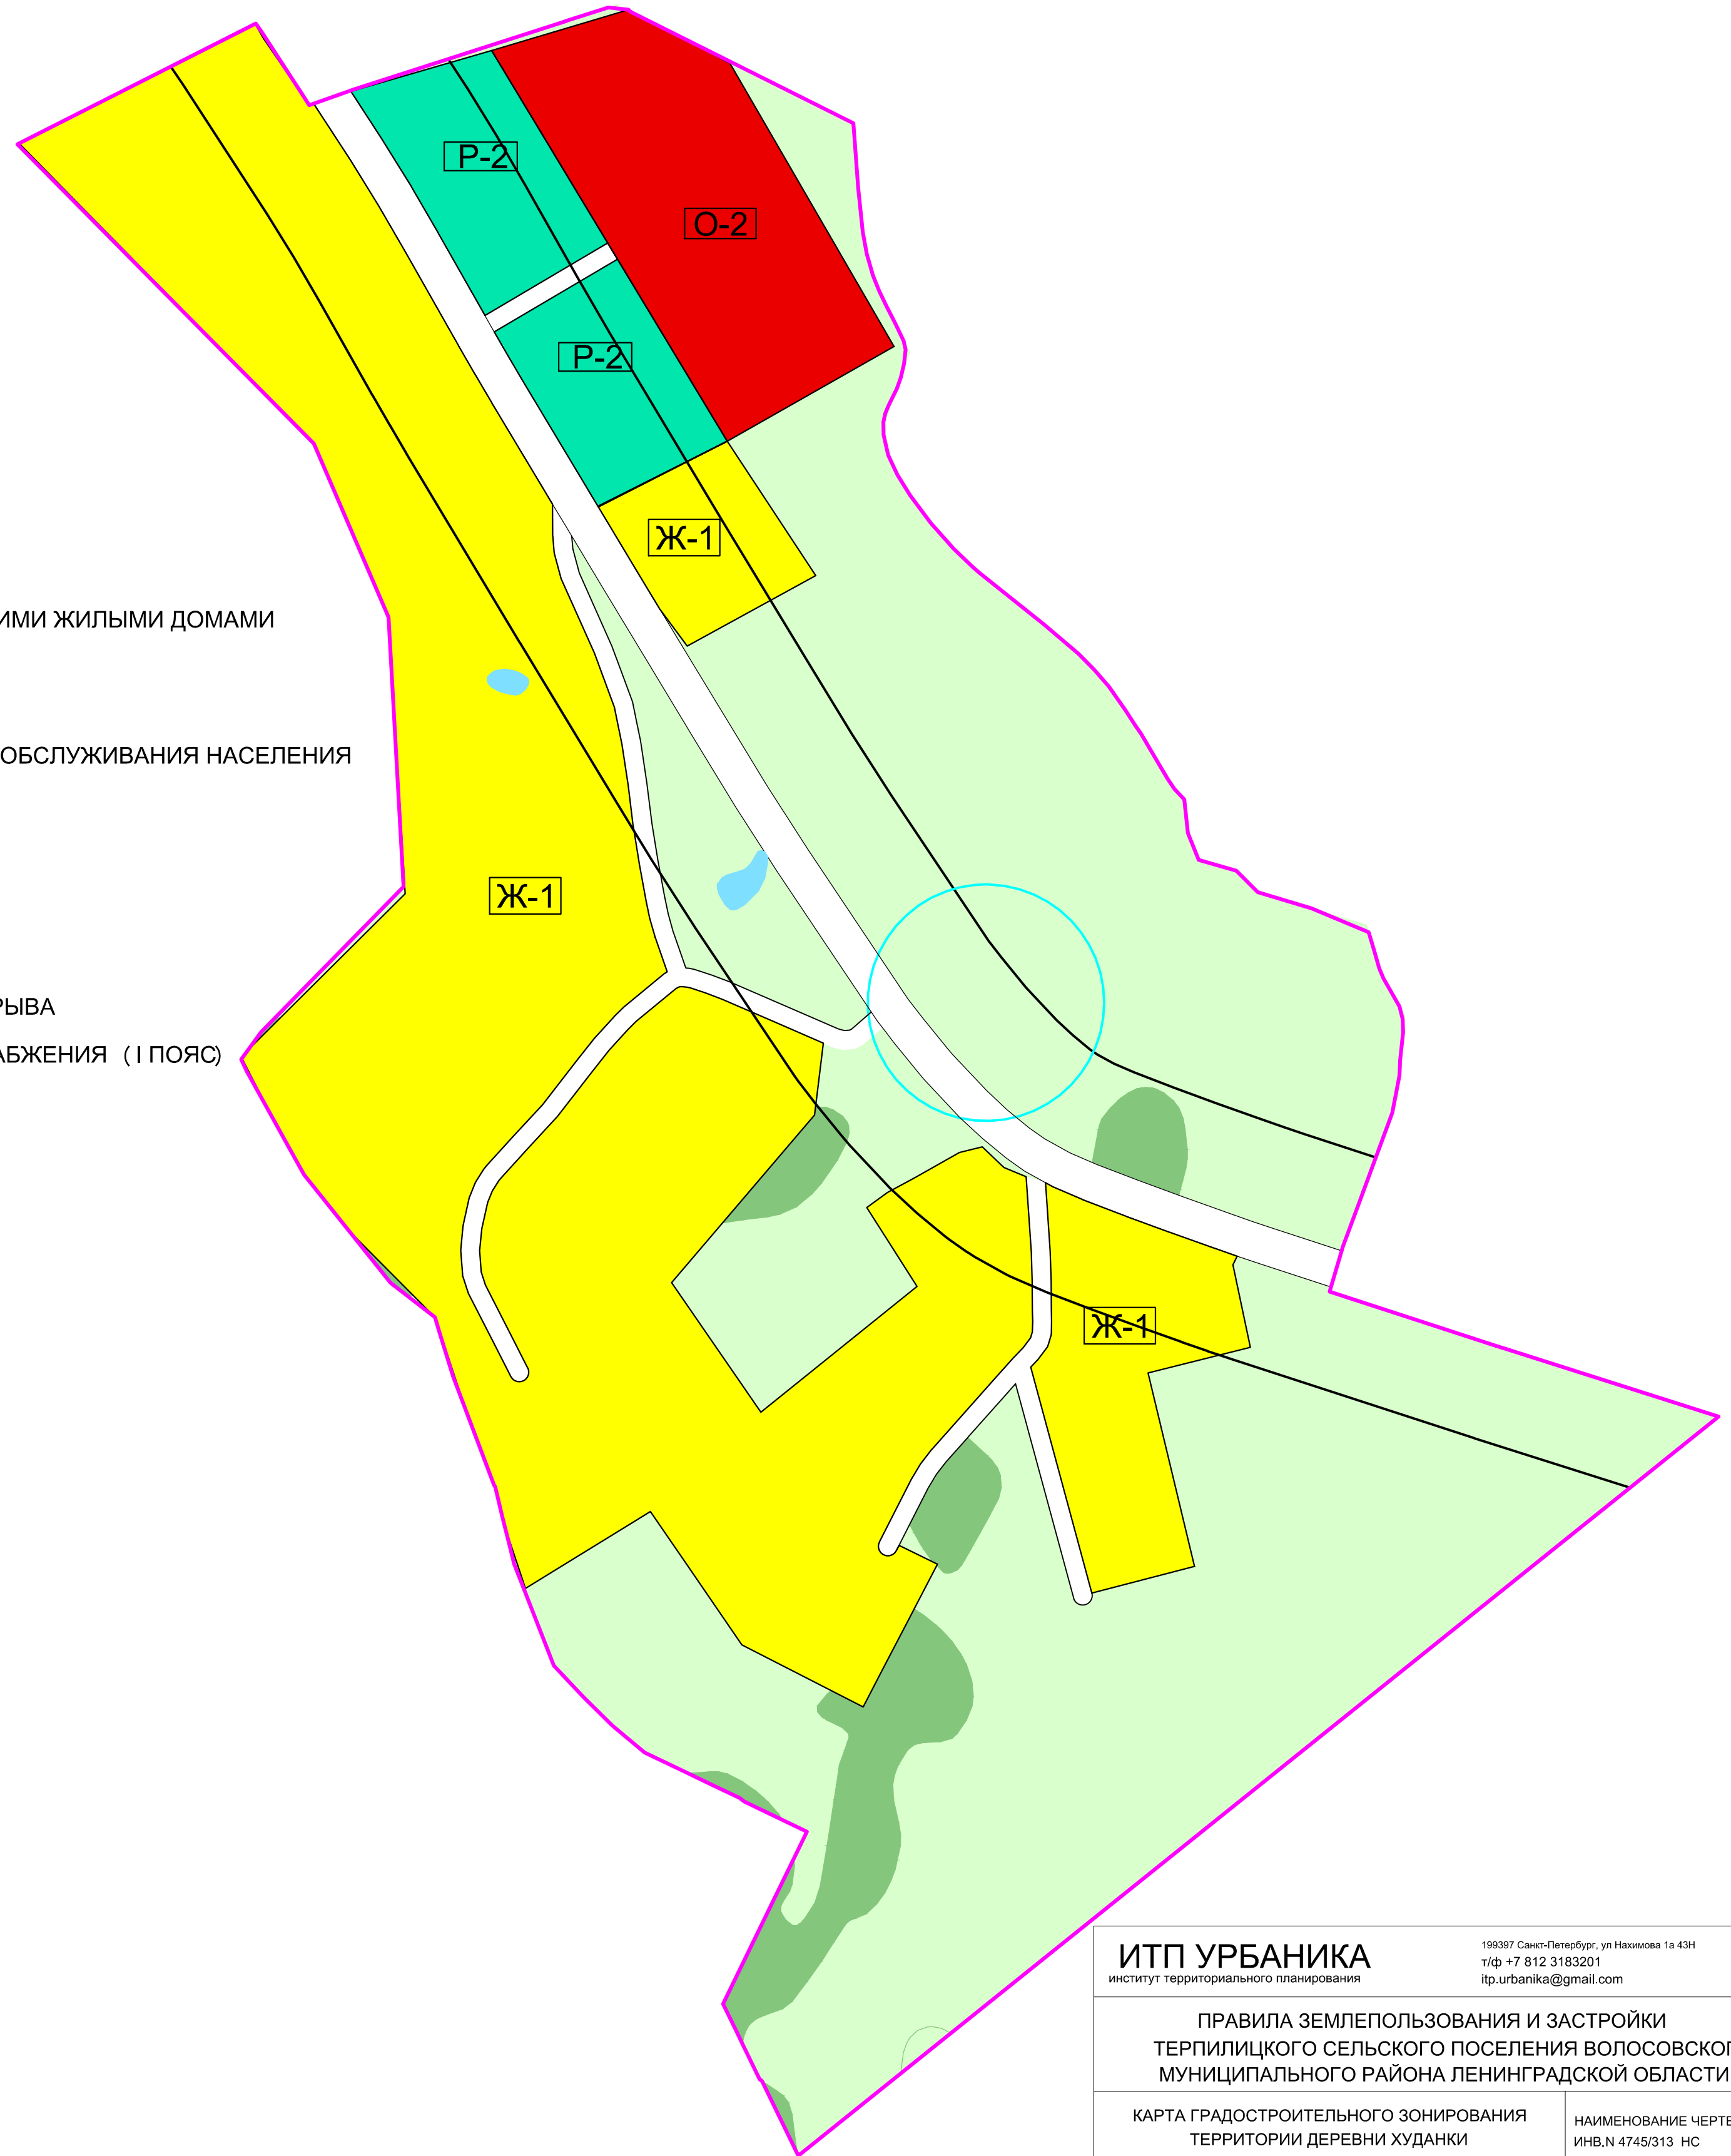 Р-2
О-2
Р-2
Ж-1
ИМИ ЖИЛЫМИ ДОМАМИ
ОБСЛУЖИВАНИЯ НАСЕЛЕНИЯ
Ж-1
РЫВА
АБЖЕНИЯ (I ПОЯС)
Ж-1
ИТП УРБАНИКА
институт территориального планирования
199397 Санкт-Петербург, ул Нахимова 1а 43Н
т/ф +7 812 3183201
itp.urbanika@gmail.com
ПРАВИЛА ЗЕМЛЕПОЛЬЗОВАНИЯ И ЗАСТРОЙКИ
ТЕРПИЛИЦКОГО СЕЛЬСКОГО ПОСЕЛЕНИЯ ВОЛОСОВСКОГ
МУНИЦИПАЛЬНОГО РАЙОНА ЛЕНИНГРАДСКОЙ ОБЛАСТИ
КАРТА ГРАДОСТРОИТЕЛЬНОГО ЗОНИРОВАНИЯ
ТЕРРИТОРИИ ДЕРЕВНИ ХУДАНКИ
НАИМЕНОВАНИЕ ЧЕРТЕ
ИНВ.N 4745/313 НС